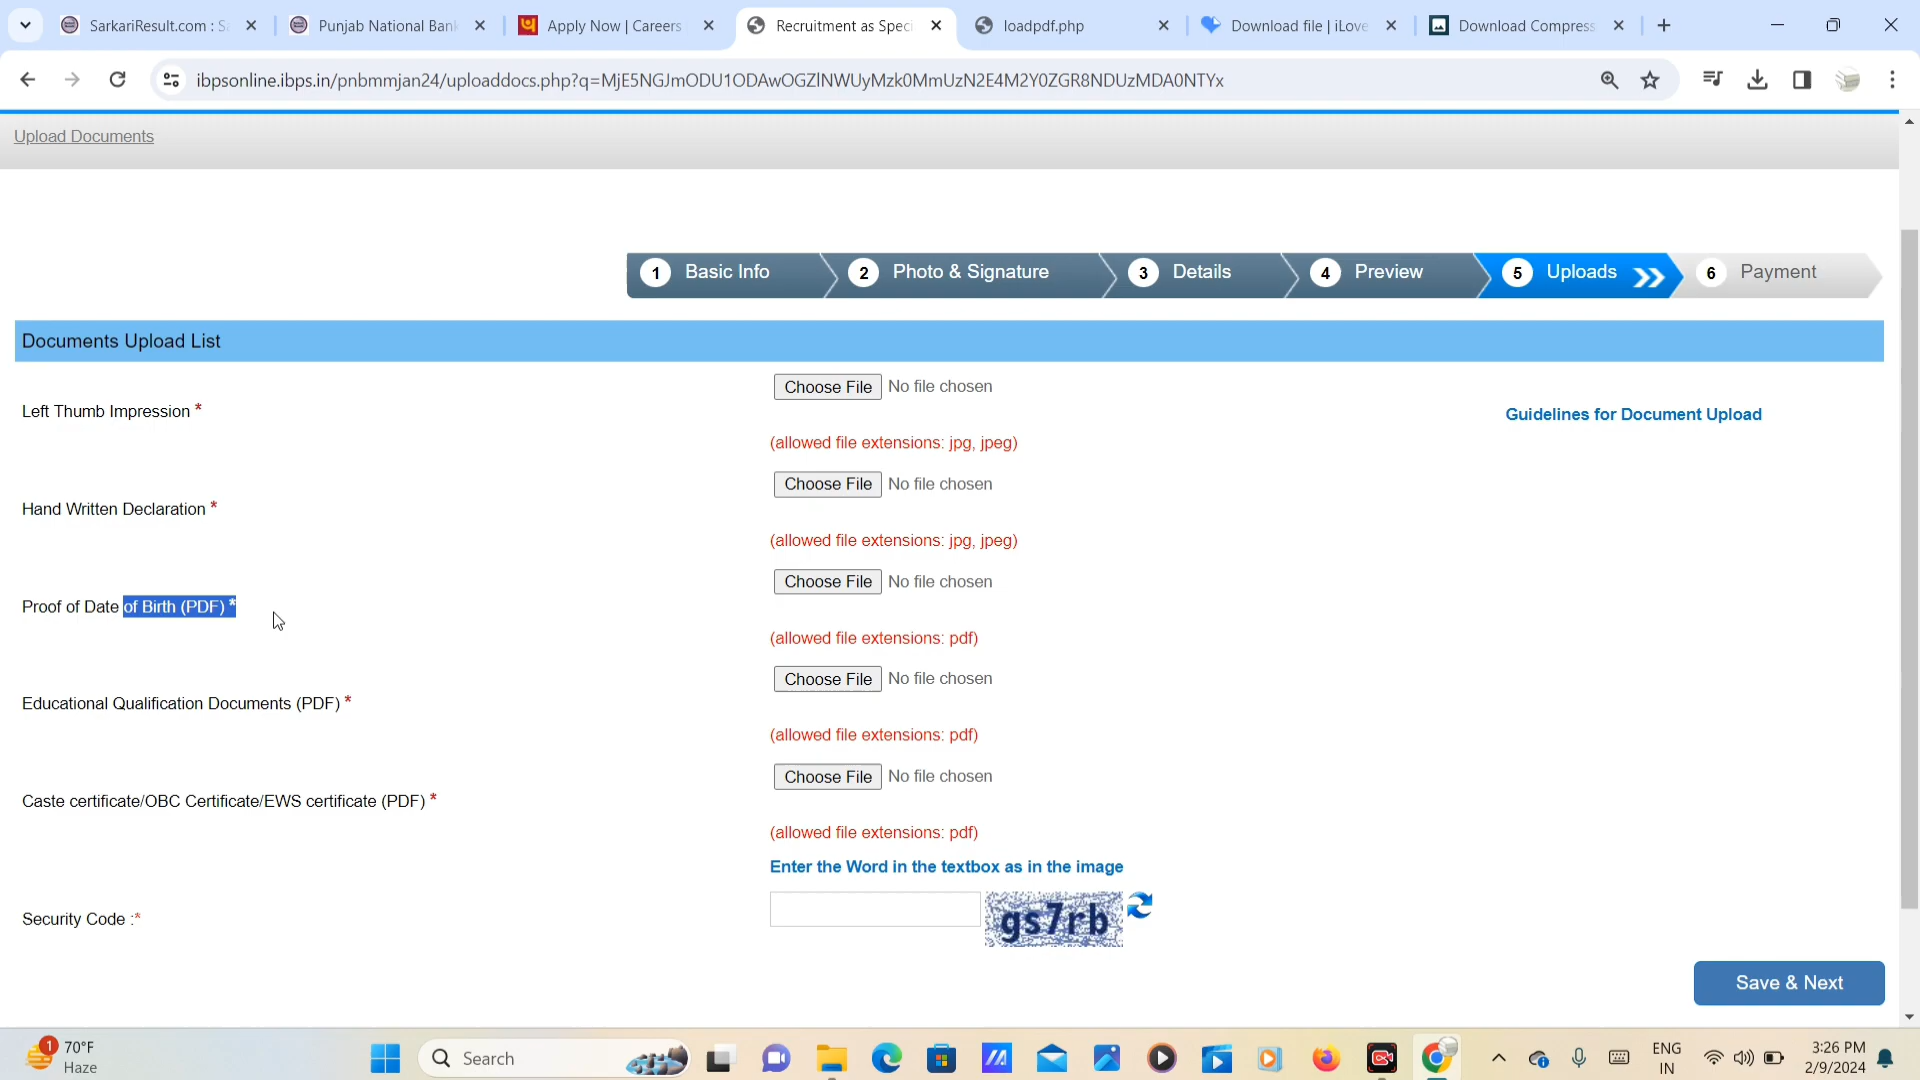 SarkariResult.com : S
Punjab National Bank
Apply Now | Careers
Recruitment as Speci
loadpdf.php
Download file | iLove
Download Compress
ibpsonline.ibps.in/pnbmmjan24/uploaddocs.php?q=MjE5NGJmODU1ODAwOGZlNWUyMzk0MmUzN2E4M2Y0ZGR8NDUzMDA0NTYx
Upload Documents
1 Basic Info 2 Photo & Signature 3 Details 4 Preview 5 Uploads 6 Payment
Documents Upload List
Choose File No file chosen
Left Thumb Impression *
Guidelines for Document Upload
(allowed file extensions: jpg, jpeg)
Choose File No file chosen
Hand Written Declaration *
(allowed file extensions: jpg, jpeg)
Choose File No file chosen
Proof of Date of Birth (PDF) *
(allowed file extensions: pdf)
Choose File No file chosen
Educational Qualification Documents (PDF) *
(allowed file extensions: pdf)
Choose File No file chosen
Caste certificate/OBC Certificate/EWS certificate (PDF) *
(allowed file extensions: pdf)
Enter the Word in the textbox as in the image
Security Code :*
gs7rb
Save & Next
1
70°F
Haze
Search
ENG
IN
3:26 PM
2/9/2024